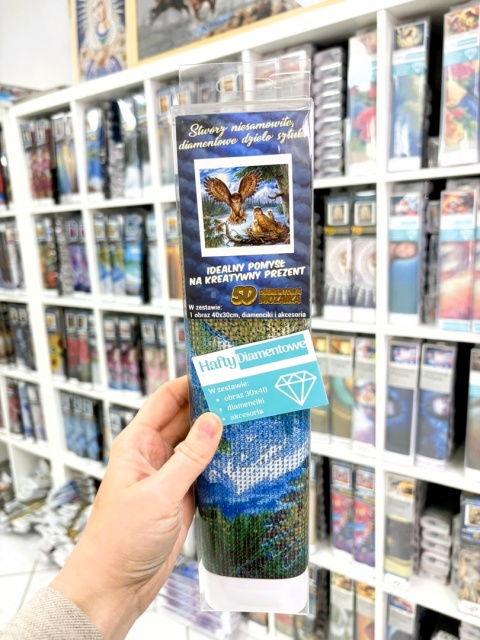 Stwórz niesamowite,
diamentowe dzieło sztuki
IDEALNY POMYSŁ
NA KREATYWNY PREZENT
5D DIAMENTOWA
MOZAIKA
W zestawie:
1 obraz 40x30cm, diamenciki i akcesoria
Hafty Diamentowe
W zestawie:
• obraz 30x40
• diamenciki
• akcesoria